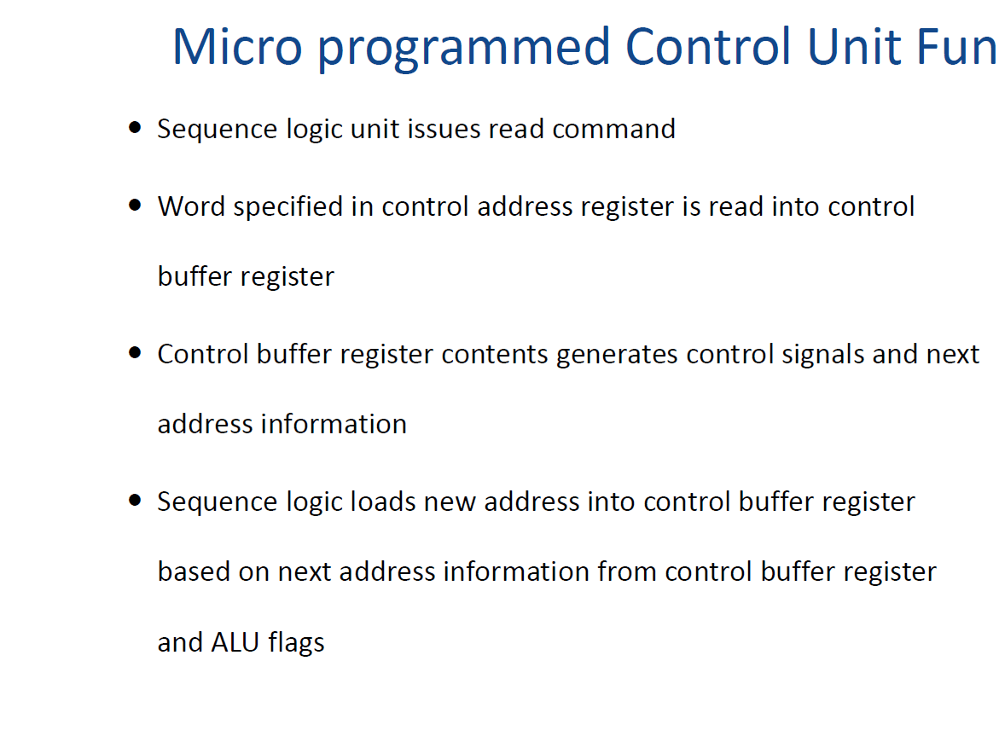 Micro programmed Control Unit Fun
• Sequence logic unit issues read command
• Word specified in control address register is read into control
buffer register
• Control buffer register contents generates control signals and next
address information
• Sequence logic loads new address into control buffer register
based on next address information from control buffer register
and ALU flags